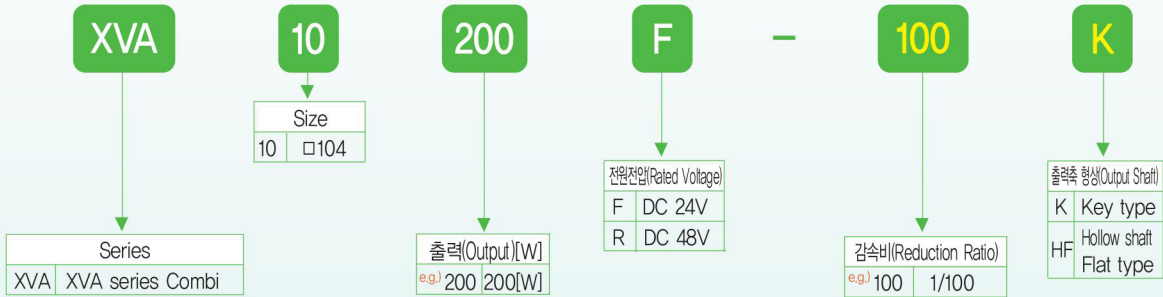 XVA 10 200 F - 100 K
Size
10 □104
전원전압(Rated Voltage)
F DC 24V
R DC 48V
출력축 형상(Output Shaft)
K Key type
HF Hollow shaft
Flat type
Series
XVA XVA series Combi
출력(Output)[W]
e.g.) 200 200[W]
감속비(Reduction Ratio)
e.g.) 100 1/100